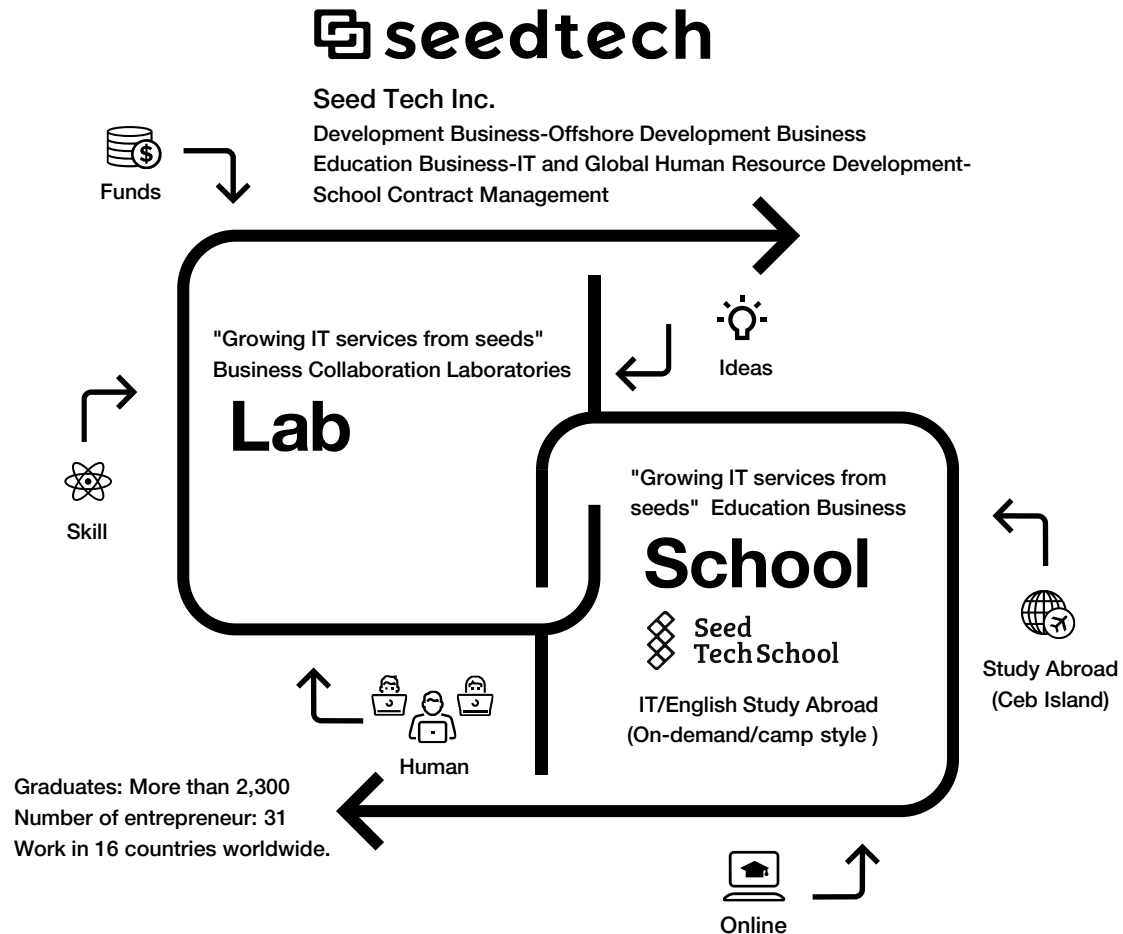 seedtech
Seed Tech Inc.
Development Business-Offshore Development Business
Education Business-IT and Global Human Resource Development-
School Contract Management
Funds
"Growing IT services from seeds"
Business Collaboration Laboratories
Lab
Ideas
Skill
"Growing IT services from
seeds" Education Business
School
Seed
Tech School
IT/English Study Abroad
(On-demand/camp style )
Study Abroad
(Ceb Island)
Human
Graduates: More than 2,300
Number of entrepreneur: 31
Work in 16 countries worldwide.
Online